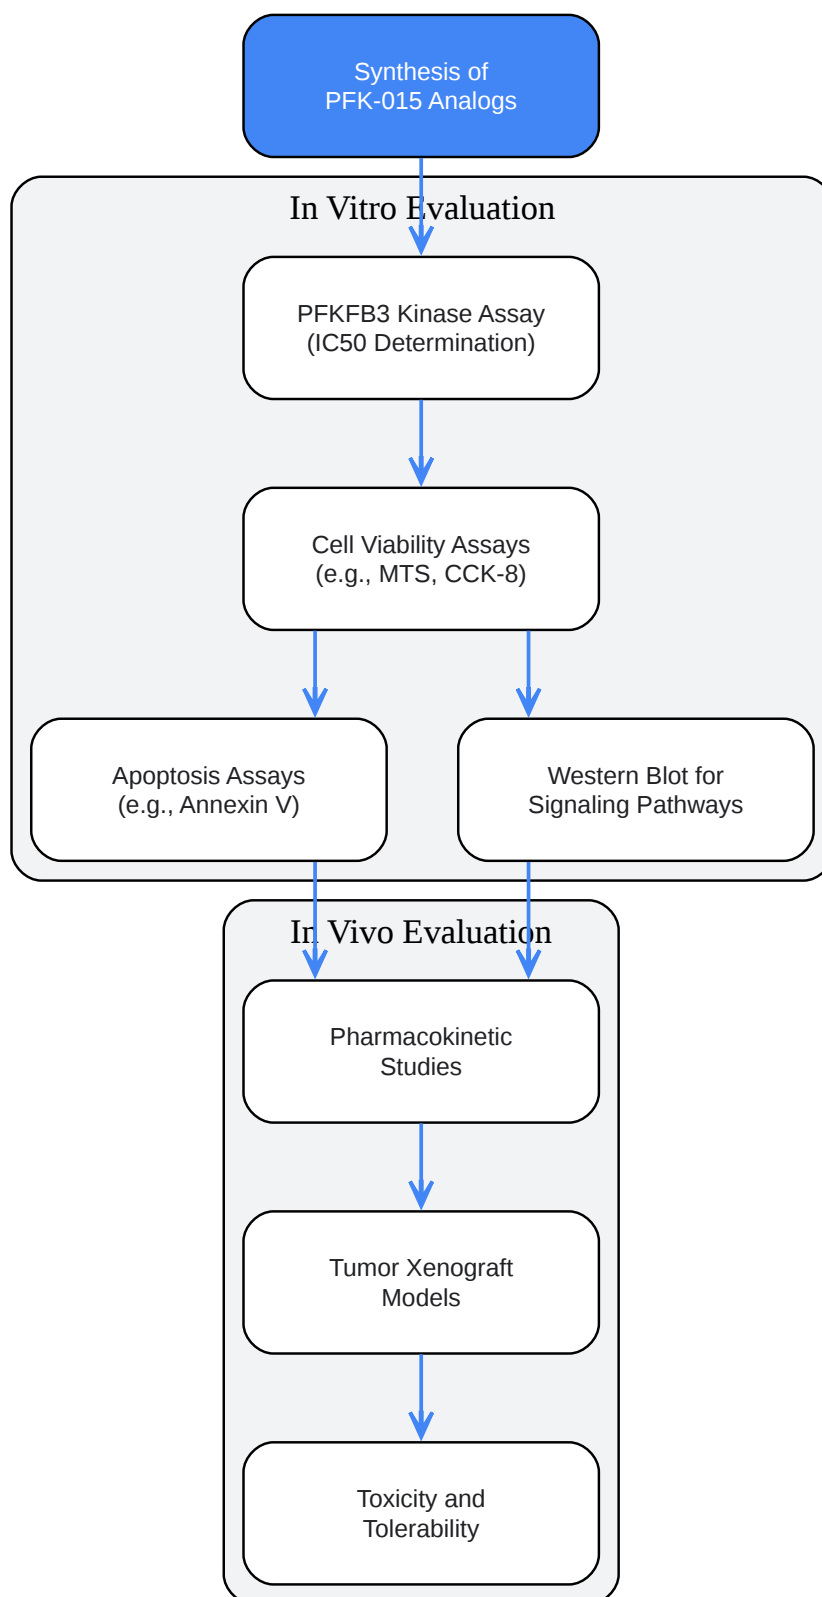 Synthesis of
PFK-015 Analogs
In Vitro Evaluation
PFKFB3 Kinase Assay
(IC50 Determination)
Cell Viability Assays
(e.g., MTS, CCK-8)
Apoptosis Assays
(e.g., Annexin V)
Western Blot for
Signaling Pathways
In Vivo Evaluation
Pharmacokinetic
Studies
Tumor Xenograft
Models
Toxicity and
Tolerability